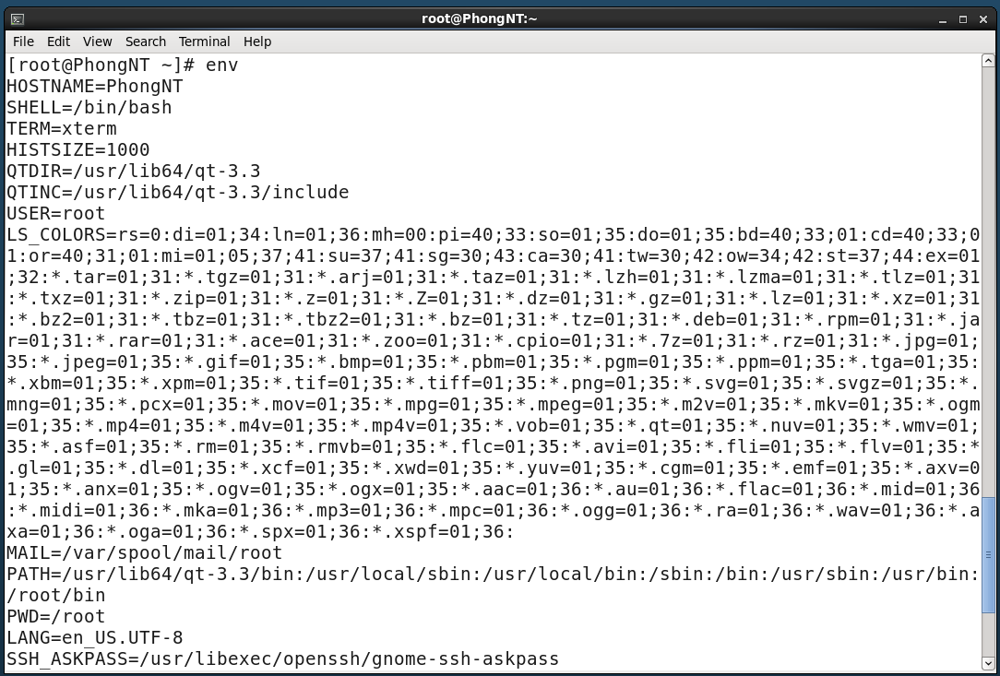 root@PhongNT:~
File Edit View Search Terminal Help
[root@PhongNT ~]# env
HOSTNAME=PhongNT
SHELL=/bin/bash
TERM=xterm
HISTSIZE=1000
QTDIR=/usr/lib64/qt-3.3
QTINC=/usr/lib64/qt-3.3/include
USER=root
LS_COLORS=rs=0:di=01;34:ln=01;36:mh=00:pi=40;33:so=01;35:do=01;35:bd=40;33;01:cd=40;33;0
1:or=40;31;01:mi=01;05;37;41:su=37;41:sg=30;43:ca=30;41:tw=30;42:ow=34;42:st=37;44:ex=01
;32:*.tar=01;31:*.tgz=01;31:*.arj=01;31:*.taz=01;31:*.lzh=01;31:*.lzma=01;31:*.tlz=01;31
:*.txz=01;31:*.zip=01;31:*.z=01;31:*.Z=01;31:*.dz=01;31:*.gz=01;31:*.lz=01;31:*.xz=01;31
:*.bz2=01;31:*.tbz=01;31:*.tbz2=01;31:*.bz=01;31:*.tz=01;31:*.deb=01;31:*.rpm=01;31:*.ja
r=01;31:*.rar=01;31:*.ace=01;31:*.zoo=01;31:*.cpio=01;31:*.7z=01;31:*.rz=01;31:*.jpg=01;
35:*.jpeg=01;35:*.gif=01;35:*.bmp=01;35:*.pbm=01;35:*.pgm=01;35:*.ppm=01;35:*.tga=01;35:
*.xbm=01;35:*.xpm=01;35:*.tif=01;35:*.tiff=01;35:*.png=01;35:*.svg=01;35:*.svgz=01;35:*.
mng=01;35:*.pcx=01;35:*.mov=01;35:*.mpg=01;35:*.mpeg=01;35:*.m2v=01;35:*.mkv=01;35:*.ogm
=01;35:*.mp4=01;35:*.m4v=01;35:*.mp4v=01;35:*.vob=01;35:*.qt=01;35:*.nuv=01;35:*.wmv=01;
35:*.asf=01;35:*.rm=01;35:*.rmvb=01;35:*.flc=01;35:*.avi=01;35:*.fli=01;35:*.flv=01;35:*
.gl=01;35:*.dl=01;35:*.xcf=01;35:*.xwd=01;35:*.yuv=01;35:*.cgm=01;35:*.emf=01;35:*.axv=0
1;35:*.anx=01;35:*.ogv=01;35:*.ogx=01;35:*.aac=01;36:*.au=01;36:*.flac=01;36:*.mid=01;36
:*.midi=01;36:*.mka=01;36:*.mp3=01;36:*.mpc=01;36:*.ogg=01;36:*.ra=01;36:*.wav=01;36:*.a
xa=01;36:*.oga=01;36:*.spx=01;36:*.xspf=01;36:
MAIL=/var/spool/mail/root
PATH=/usr/lib64/qt-3.3/bin:/usr/local/sbin:/usr/local/bin:/sbin:/bin:/usr/sbin:/usr/bin:
/root/bin
PWD=/root
LANG=en_US.UTF-8
SSH_ASKPASS=/usr/libexec/openssh/gnome-ssh-askpass